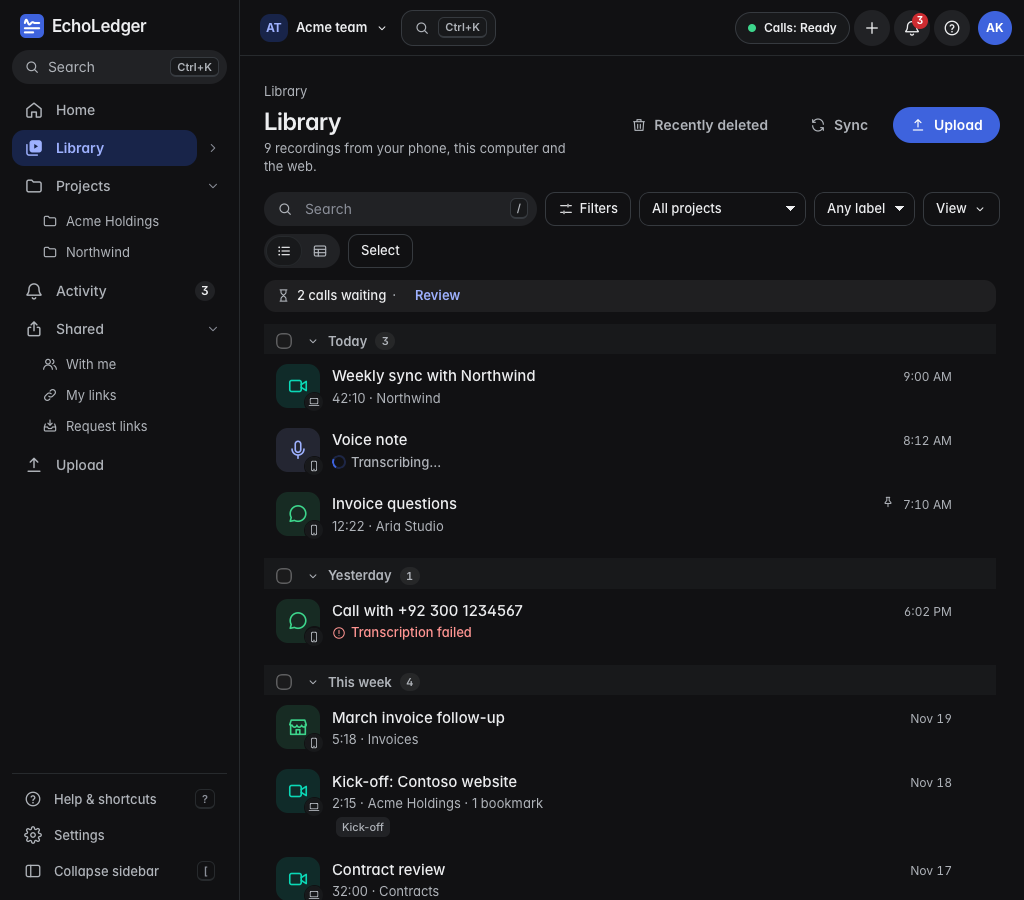 EchoLedger
Search Ctrl+K
Home
Library
Projects
Acme Holdings
Northwind
Activity 3
Shared
With me
My links
Request links
Upload
Help & shortcuts ?
Settings
Collapse sidebar [
AT Acme team Ctrl+K Calls: Ready 3 AK
Library
Library
9 recordings from your phone, this computer and
the web.
Recently deleted Sync Upload
Search / Filters All projects Any label View
Select
2 calls waiting · Review
Today 3
Weekly sync with Northwind 9:00 AM
42:10 · Northwind
Voice note 8:12 AM
Transcribing...
Invoice questions 7:10 AM
12:22 · Aria Studio
Yesterday 1
Call with +92 300 1234567 6:02 PM
Transcription failed
This week 4
March invoice follow-up Nov 19
5:18 · Invoices
Kick-off: Contoso website Nov 18
2:15 · Acme Holdings · 1 bookmark
Kick-off
Contract review Nov 17
32:00 · Contracts